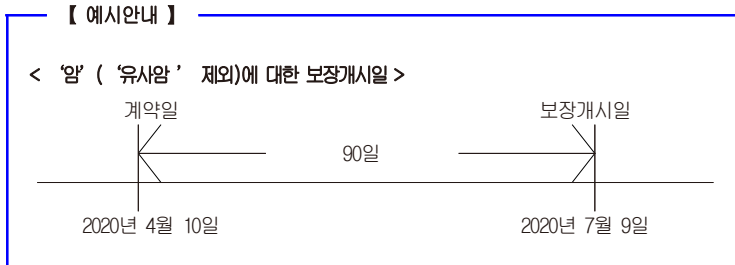 【 예시안내 】
< ‘암’ ( ‘유사암 ’ 제외)에 대한 보장개시일 >
계약일 보장개시일
90일
2020년 4월 10일 2020년 7월 9일